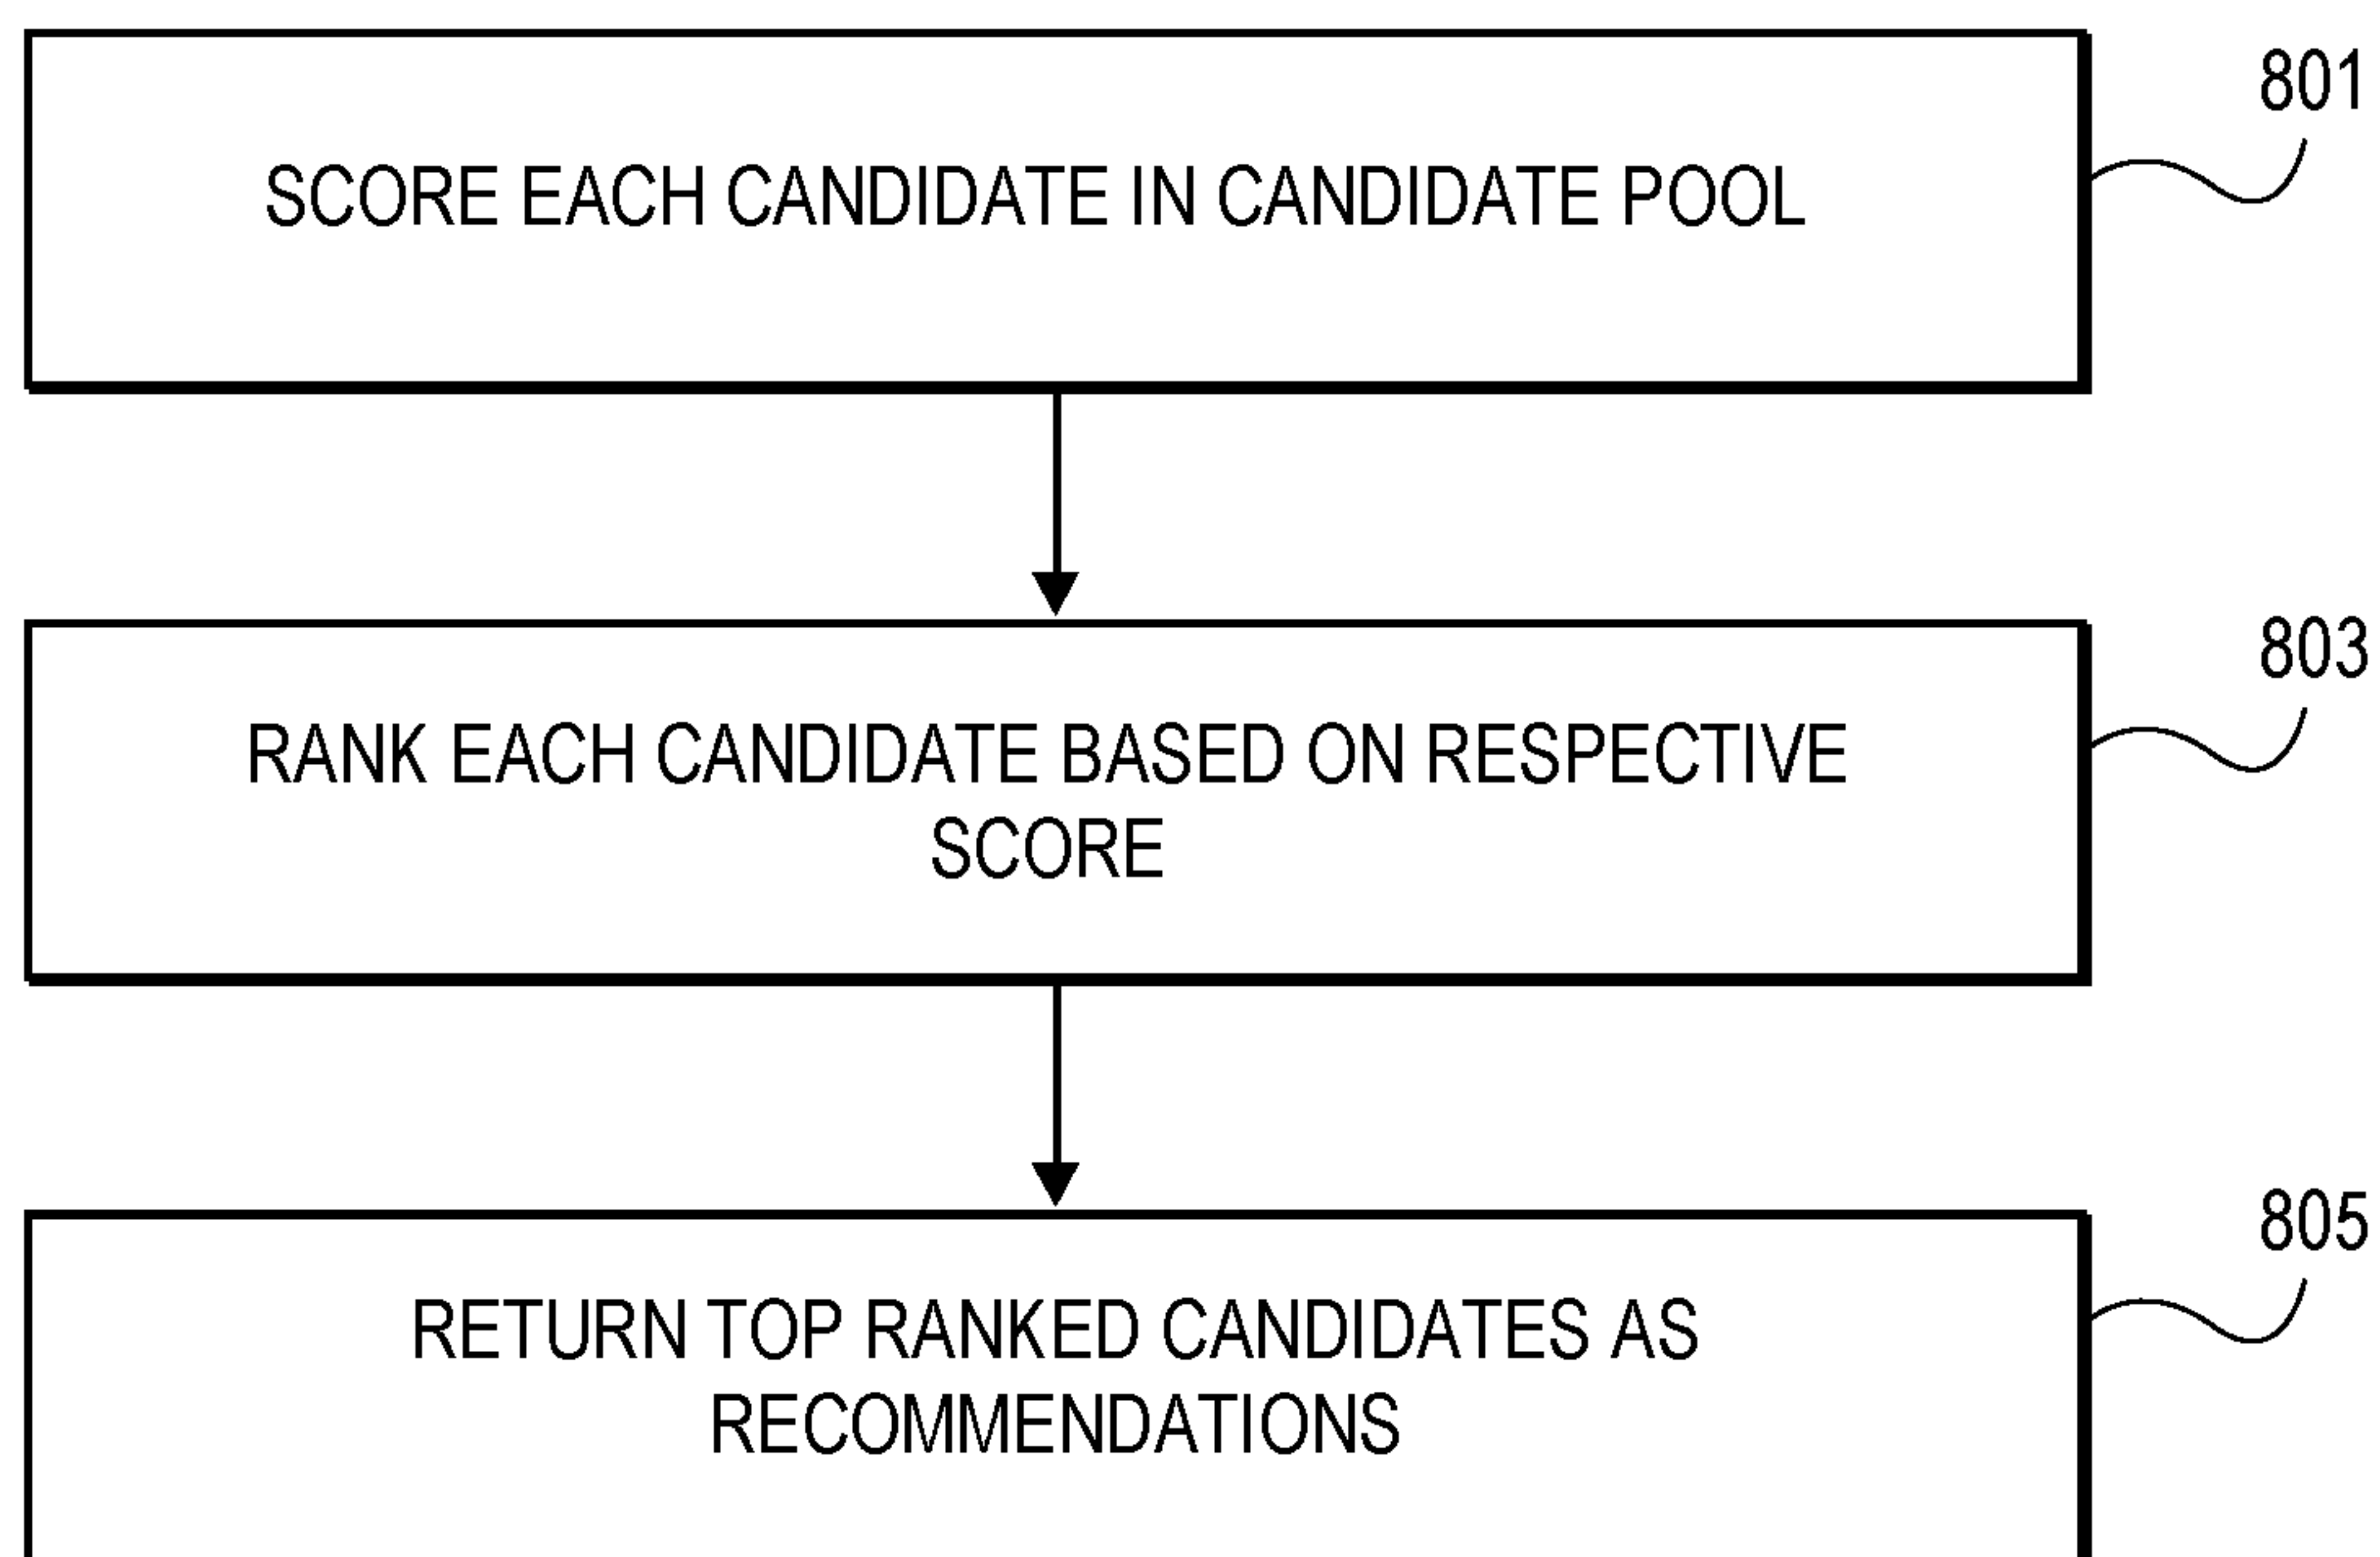 801
SCORE EACH CANDIDATE IN CANDIDATE POOL
803
RANK EACH CANDIDATE BASED ON RESPECTIVE
SCORE
805
RETURN TOP RANKED CANDIDATES AS
RECOMMENDATIONS